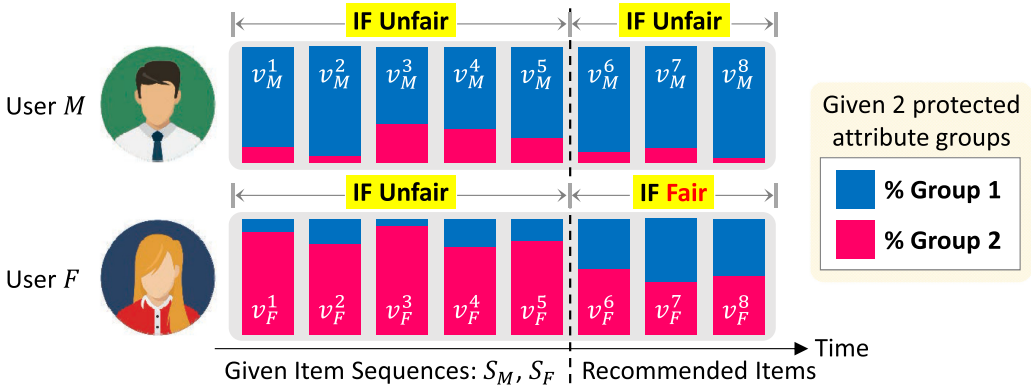 IF Unfair IF Unfair
User M
v_M^1 v_M^2 v_M^3 v_M^4 v_M^5 v_M^6 v_M^7 v_M^8
IF Unfair IF Fair
User F
v_F^1 v_F^2 v_F^3 v_F^4 v_F^5 v_F^6 v_F^7 v_F^8
Time
Given Item Sequences: S_M, S_F Recommended Items
Given 2 protected
attribute groups
% Group 1
% Group 2